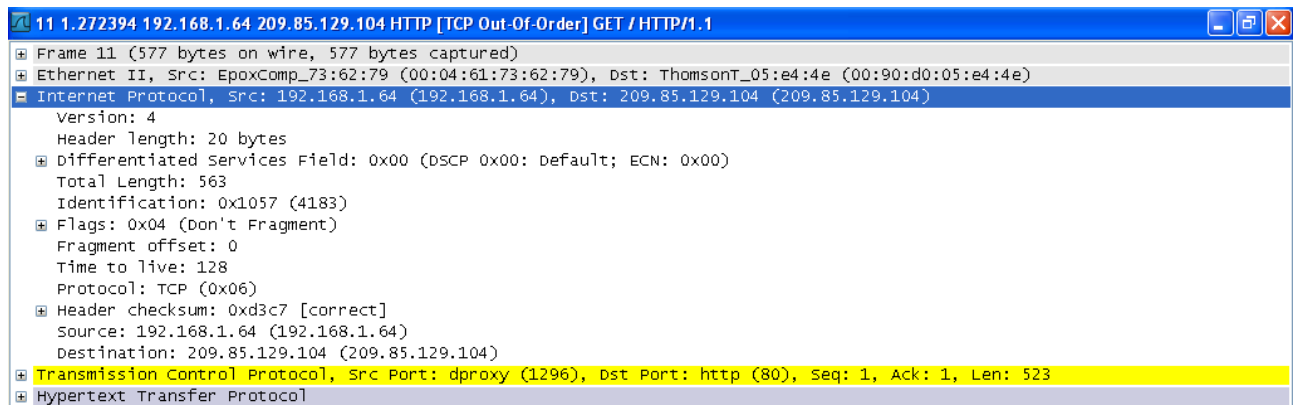 11 1.272394 192.168.1.64 209.85.129.104 HTTP [TCP Out-Of-Order] GET / HTTP/1.1
Frame 11 (577 bytes on wire, 577 bytes captured)
Ethernet II, Src: EpoxComp_73:62:79 (00:04:61:73:62:79), Dst: ThomsonT_05:e4:4e (00:90:d0:05:e4:4e)
Internet Protocol, Src: 192.168.1.64 (192.168.1.64), Dst: 209.85.129.104 (209.85.129.104)
Version: 4
Header length: 20 bytes
Differentiated Services Field: 0x00 (DSCP 0x00: Default; ECN: 0x00)
Total Length: 563
Identification: 0x1057 (4183)
Flags: 0x04 (Don't Fragment)
Fragment offset: 0
Time to live: 128
Protocol: TCP (0x06)
Header checksum: 0xd3c7 [correct]
Source: 192.168.1.64 (192.168.1.64)
Destination: 209.85.129.104 (209.85.129.104)
Transmission Control Protocol, Src Port: dproxy (1296), Dst Port: http (80), Seq: 1, Ack: 1, Len: 523
Hypertext Transfer Protocol